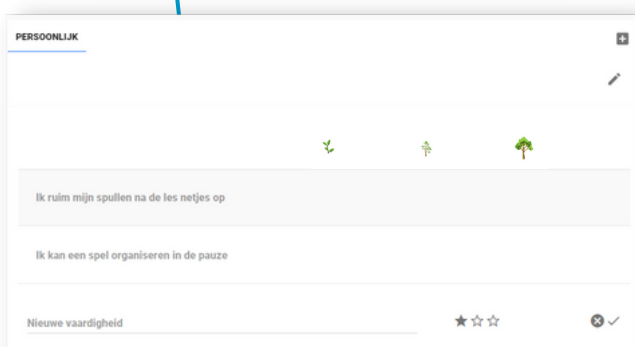 PERSOONLIJK
Ik ruim mijn spullen na de les netjes op
Ik kan een spel organiseren in de pauze
Nieuwe vaardigheid